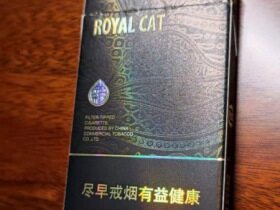 ROYAL CAT
FILTER-TIPPED
CIGARETTE,
PRODUCED BY CHINA
COMMERCIAL TOBACCO
CO., LTD.
尽早戒烟有益健康